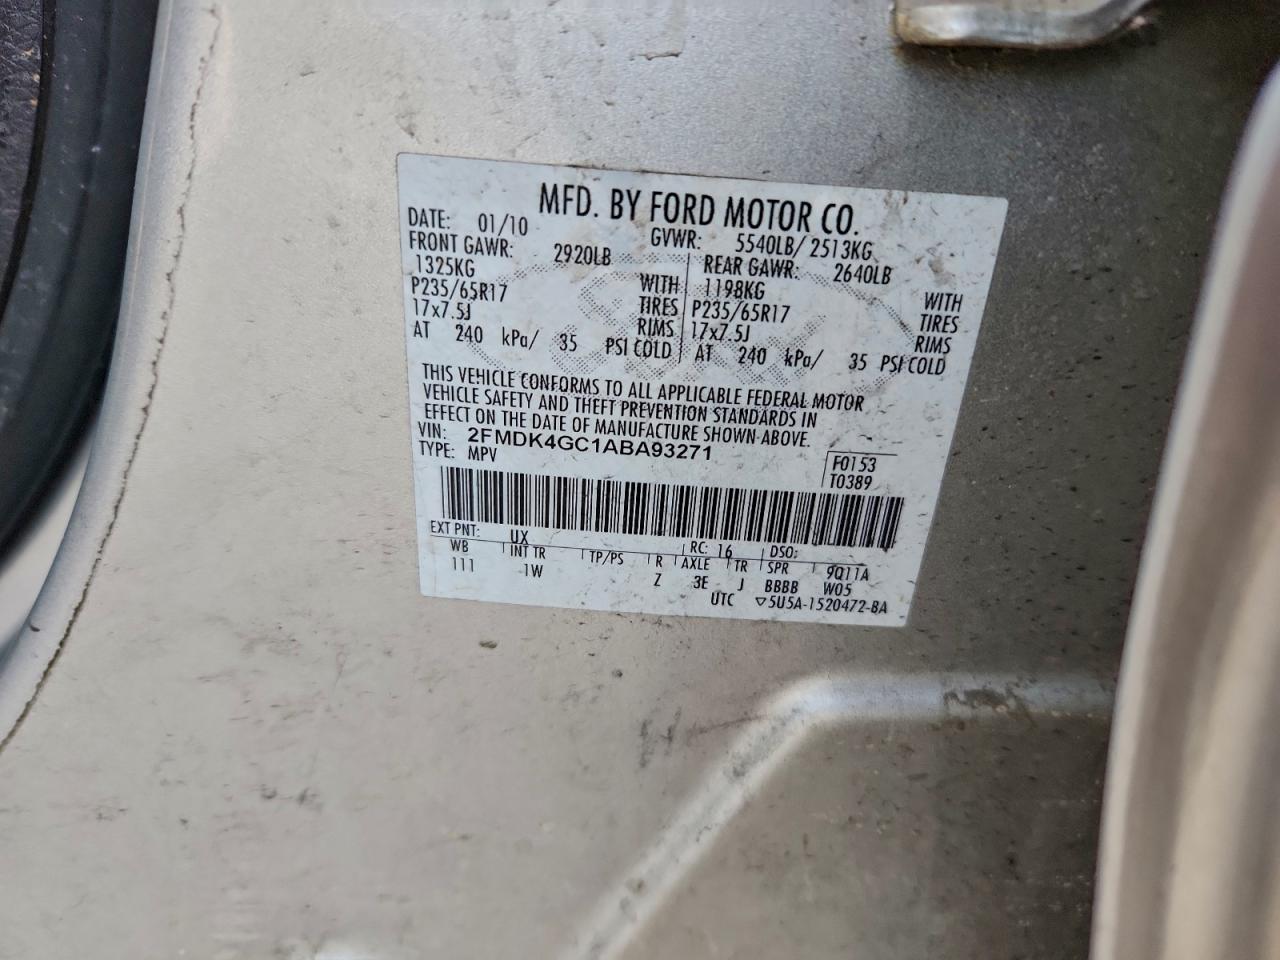 MFD. BY FORD MOTOR CO.
DATE: 01/10 GVWR: 5540LB/ 2513KG
FRONT GAWR: 2920LB REAR GAWR: 2640LB
1325KG WITH 1198KG WITH
P235/65R17 TIRES P235/65R17 TIRES
17x7.5J RIMS 17x7.5J RIMS
AT 240 kPa/ 35 PSI COLD AT 240 kPa/ 35 PSI COLD
THIS VEHICLE CONFORMS TO ALL APPLICABLE FEDERAL MOTOR
VEHICLE SAFETY AND THEFT PREVENTION STANDARDS IN
EFFECT ON THE DATE OF MANUFACTURE SHOWN ABOVE.
VIN: 2FMDK4GC1ABA93271
TYPE: MPV
F0153
T0389
EXT PNT: UX RC: 16 DSO:
WB INT TR TP/PS R AXLE TR SPR 9Q11A
111 1W Z 3E J BBBB W05
UTC ▽5U5A-1520472-BA